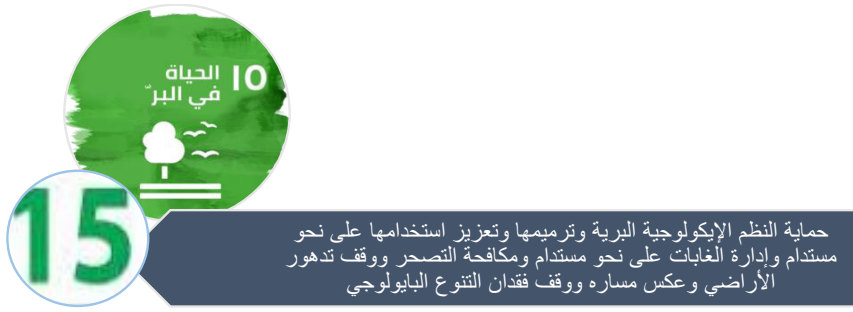 ١٥ الحياة
في البرّ
15
حماية النظم الإيكولوجية البرية وترميمها وتعزيز استخدامها على نحو
مستدام وإدارة الغابات على نحو مستدام ومكافحة التصحر ووقف تدهور
الأراضي وعكس مساره ووقف فقدان التنوع البايولوجي